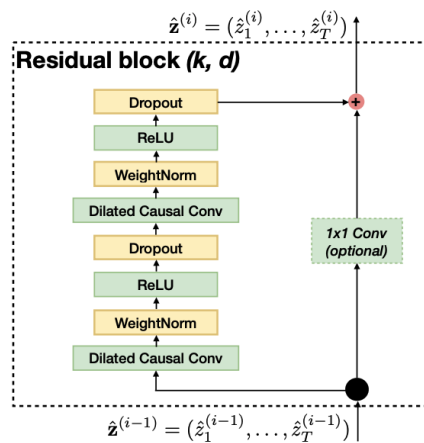 ẑ^(i) = (ẑ_1^(i), . . . , ẑ_T^(i))
Residual block (k, d)
Dropout
+
ReLU
WeightNorm
Dilated Causal Conv
Dropout
1x1 Conv
(optional)
ReLU
WeightNorm
Dilated Causal Conv
ẑ^(i−1) = (ẑ_1^(i−1), . . . , ẑ_T^(i−1))